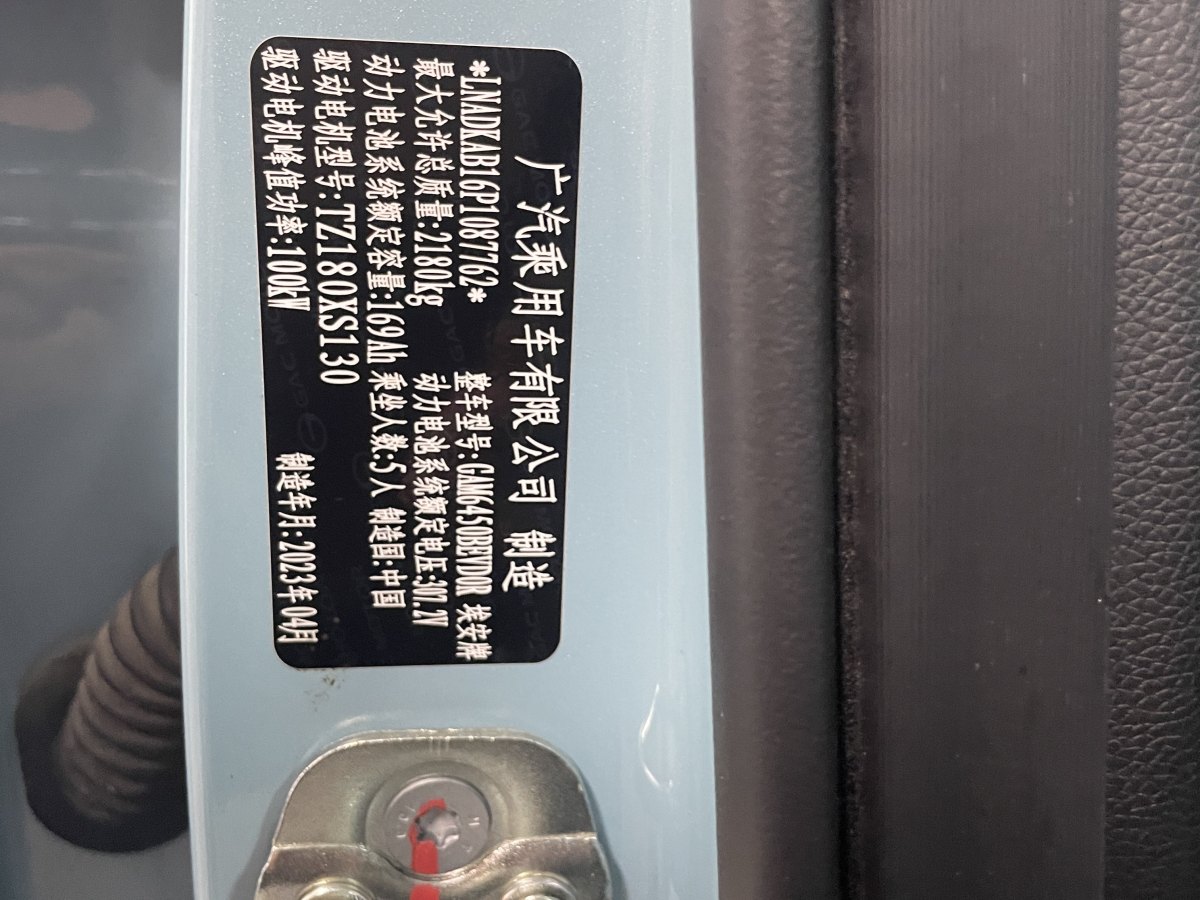 广汽乘用车有限公司 制造
*LNADKAB16P1087762* 整车型号:GAM6450BEVD0R 埃安牌
最大允许总质量:2180kg 动力电池系统额定电压:307.2V
动力电池系统额定容量:169Ah 乘坐人数:5人 制造国:中国
驱动电机型号:TZ180XS130
驱动电机峰值功率:100kW 制造年月:2023年04月